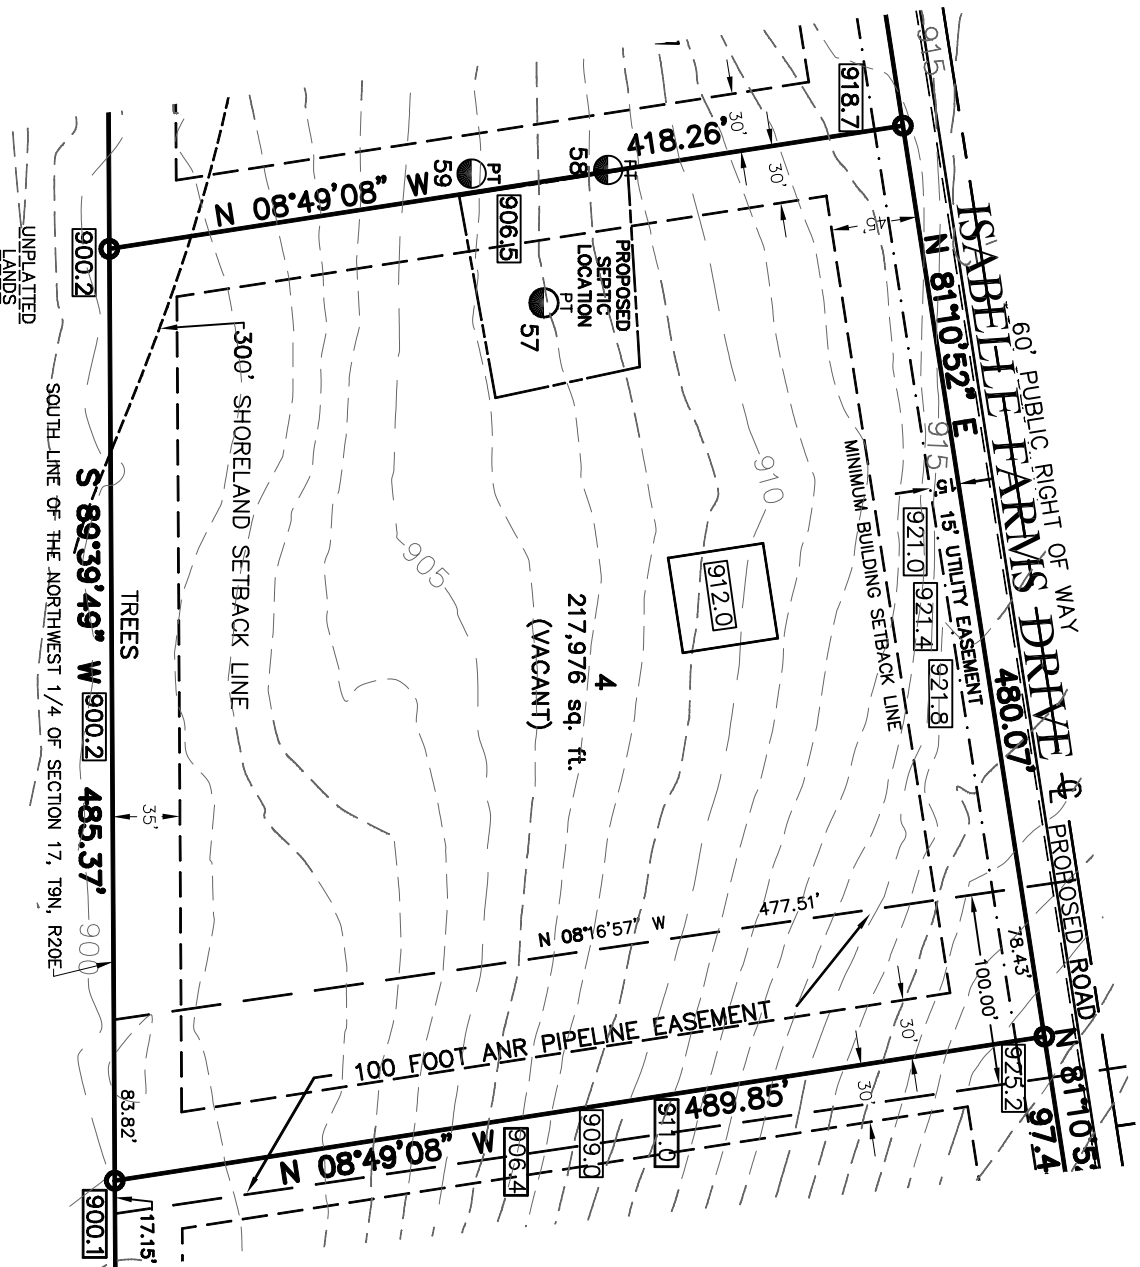 915
918.7
30'
418.26'
30'
45'
ISABELLE FARMS DRIVE
60' PUBLIC RIGHT OF WAY
℄ PROPOSED ROAD
N 81°10'52" E
480.07'
915
15'
15' UTILITY EASEMENT
921.0
921.4
921.8
MINIMUM BUILDING SETBACK LINE
PT
58
PT
59
N 08°49'08" W
906.5
PROPOSED
SEPTIC
LOCATION
PT
57
910
912.0
905
4
217,976 sq. ft.
(VACANT)
300' SHORELAND SETBACK LINE
900.2
UNPLATTED
LANDS
TREES
S 89°39'49" W
900.2
485.37'
SOUTH LINE OF THE NORTHWEST 1/4 OF SECTION 17, T9N, R20E
35'
900
N 08°16'57" W
477.51'
78.43'
100.00'
30'
30'
100 FOOT ANR PIPELINE EASEMENT
N 81°10'5
97.4
925.2
489.85'
N 08°49'08" W
911.0
909.0
906.4
83.82'
17.15'
900.1